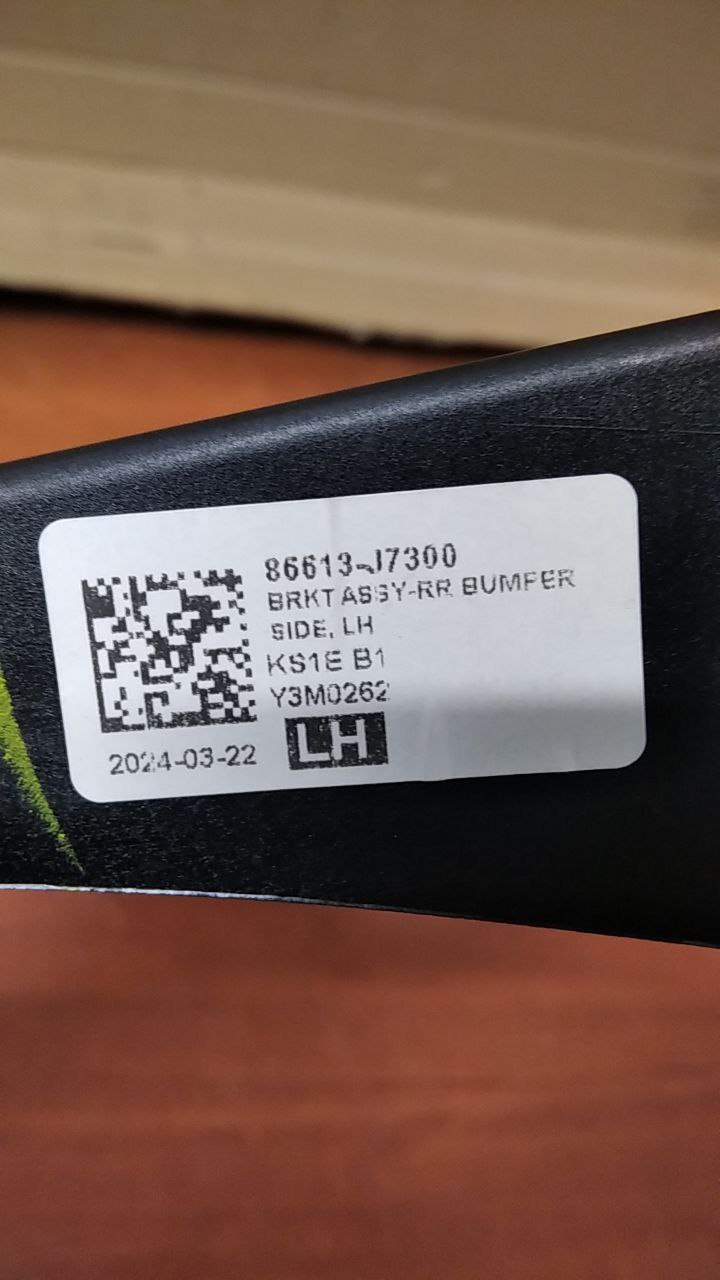 86613-J7300
BRKT ASSY-RR BUMPER
SIDE, LH
KS1E B1
Y3M0262
2024-03-22
LH